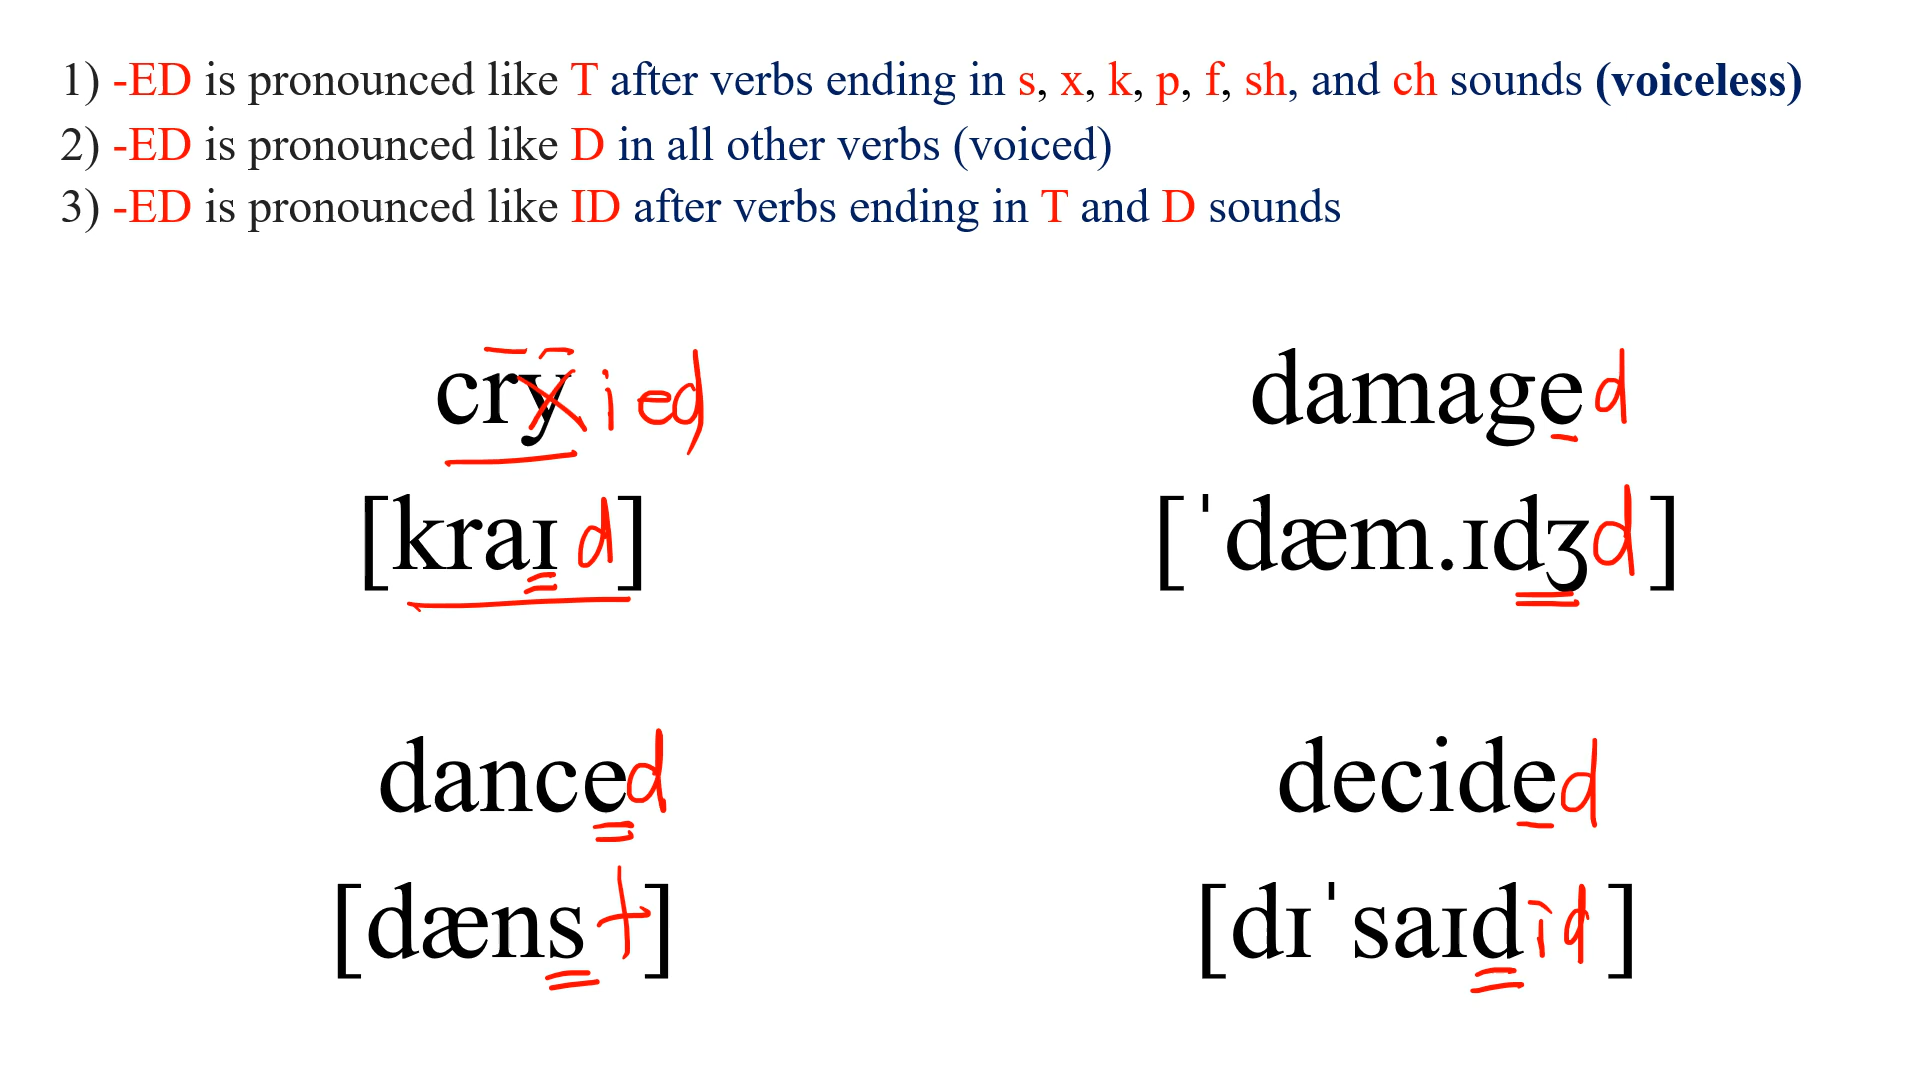 1) -ED is pronounced like T after verbs ending in s, x, k, p, f, sh, and ch sounds (voiceless)
2) -ED is pronounced like D in all other verbs (voiced)
3) -ED is pronounced like ID after verbs ending in T and D sounds
cry ied
damaged
[kraɪ d]
[ˈdæm.ɪdʒd]
danced
decided
[dænst]
[dɪˈsaɪdid]